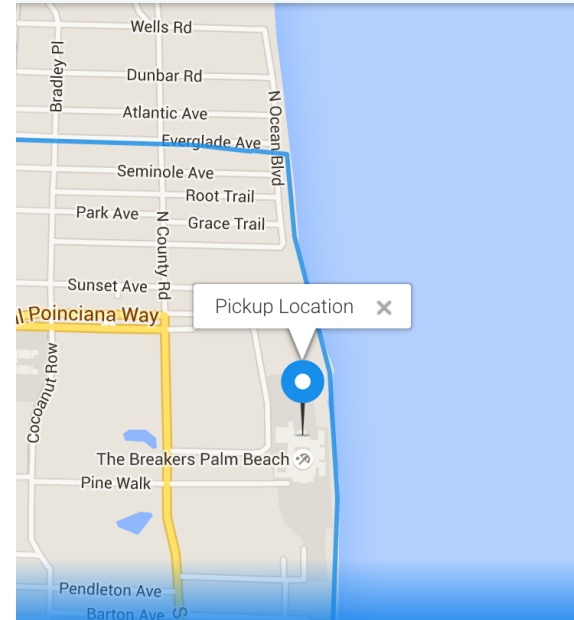 Wells Rd
Bradley Pl
Dunbar Rd
Atlantic Ave
N Ocean Blvd
Everglade Ave
Seminole Ave
Root Trail
Park Ave
Grace Trail
N County Rd
Sunset Ave
Pickup Location
Poinciana Way
Cocoanut Row
The Breakers Palm Beach
Pine Walk
Pendleton Ave
Barton Ave
S